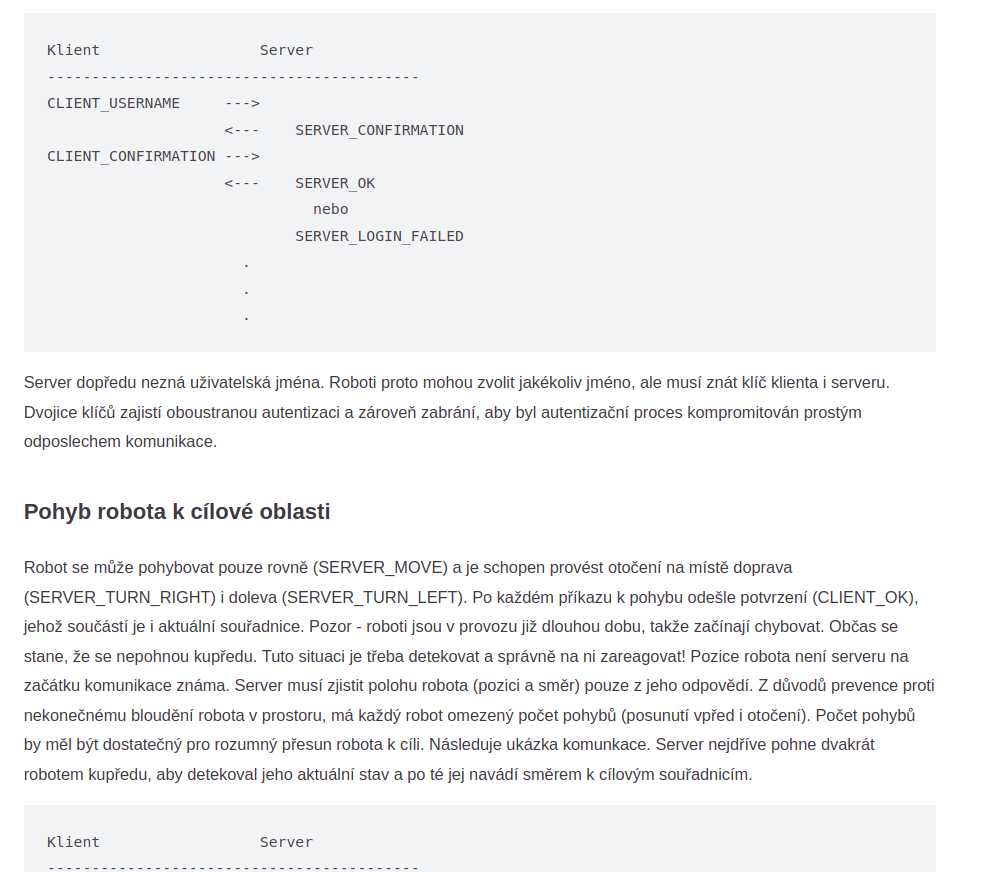 Klient                  Server
------------------------------------------
CLIENT_USERNAME     --->
                    <---    SERVER_CONFIRMATION
CLIENT_CONFIRMATION --->
                    <---    SERVER_OK
                              nebo
                            SERVER_LOGIN_FAILED
                      .
                      .
                      .
Server dopředu nezná uživatelská jména. Roboti proto mohou zvolit jakékoliv jméno, ale musí znát klíč klienta i serveru.
Dvojice klíčů zajistí oboustranou autentizaci a zároveň zabrání, aby byl autentizační proces kompromitován prostým
odposlechem komunikace.
Pohyb robota k cílové oblasti
Robot se může pohybovat pouze rovně (SERVER_MOVE) a je schopen provést otočení na místě doprava
(SERVER_TURN_RIGHT) i doleva (SERVER_TURN_LEFT). Po každém příkazu k pohybu odešle potvrzení (CLIENT_OK),
jehož součástí je i aktuální souřadnice. Pozor - roboti jsou v provozu již dlouhou dobu, takže začínají chybovat. Občas se
stane, že se nepohnou kupředu. Tuto situaci je třeba detekovat a správně na ni zareagovat! Pozice robota není serveru na
začátku komunikace známa. Server musí zjistit polohu robota (pozici a směr) pouze z jeho odpovědí. Z důvodů prevence proti
nekonečnému bloudění robota v prostoru, má každý robot omezený počet pohybů (posunutí vpřed i otočení). Počet pohybů
by měl být dostatečný pro rozumný přesun robota k cíli. Následuje ukázka komunkace. Server nejdříve pohne dvakrát
robotem kupředu, aby detekoval jeho aktuální stav a po té jej navádí směrem k cílovým souřadnicím.
Klient                  Server
------------------------------------------